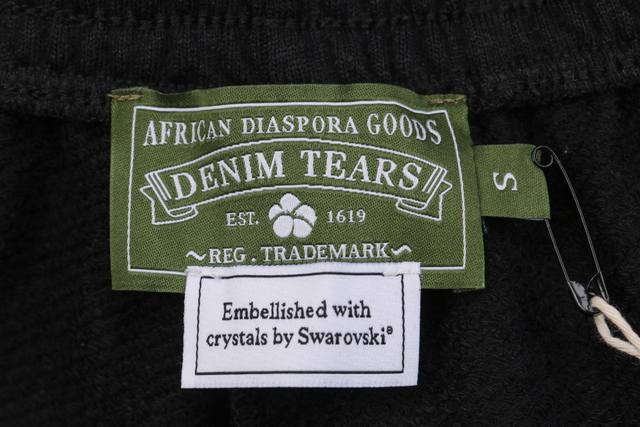 AFRICAN DIASPORA GOODS
DENIM TEARS
EST. 1619
~REG. TRADEMARK~
S
Embellished with
crystals by Swarovski®